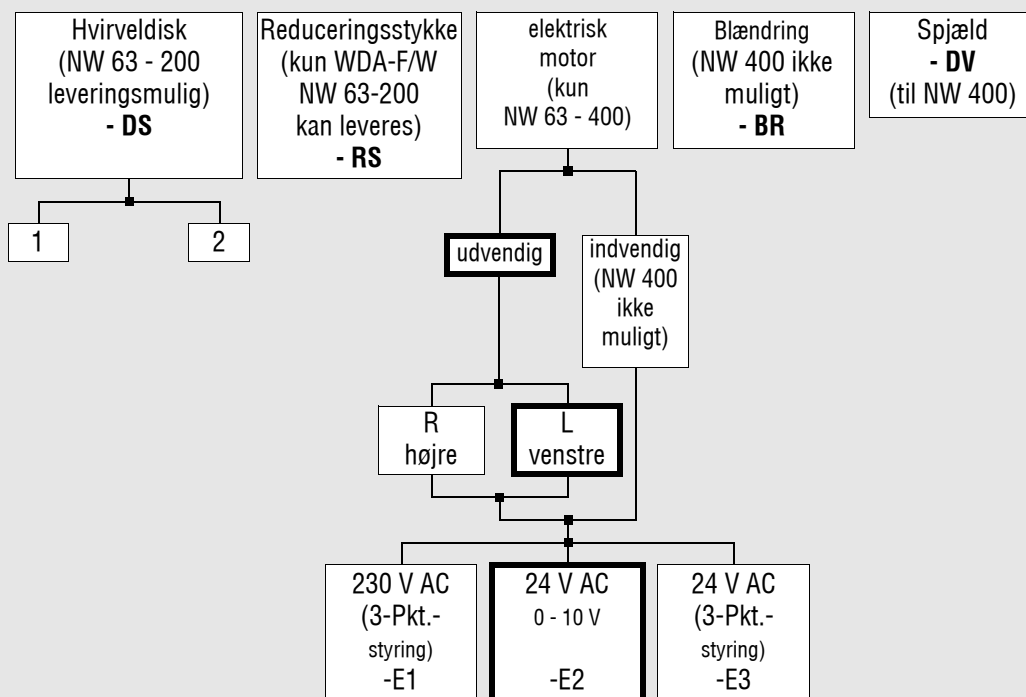 Hvirveldisk
(NW 63 - 200
leveringsmulig)
- DS
Reduceringsstykke
(kun WDA-F/W
NW 63-200
kan leveres)
- RS
elektrisk
motor
(kun
NW 63 - 400)
Blændring
(NW 400 ikke
muligt)
- BR
Spjæld
- DV
(til NW 400)
1
2
udvendig
indvendig
(NW 400
ikke
muligt)
R
højre
L
venstre
230 V AC
(3-Pkt.-
styring)
-E1
24 V AC
0 - 10 V
-E2
24 V AC
(3-Pkt.-
styring)
-E3